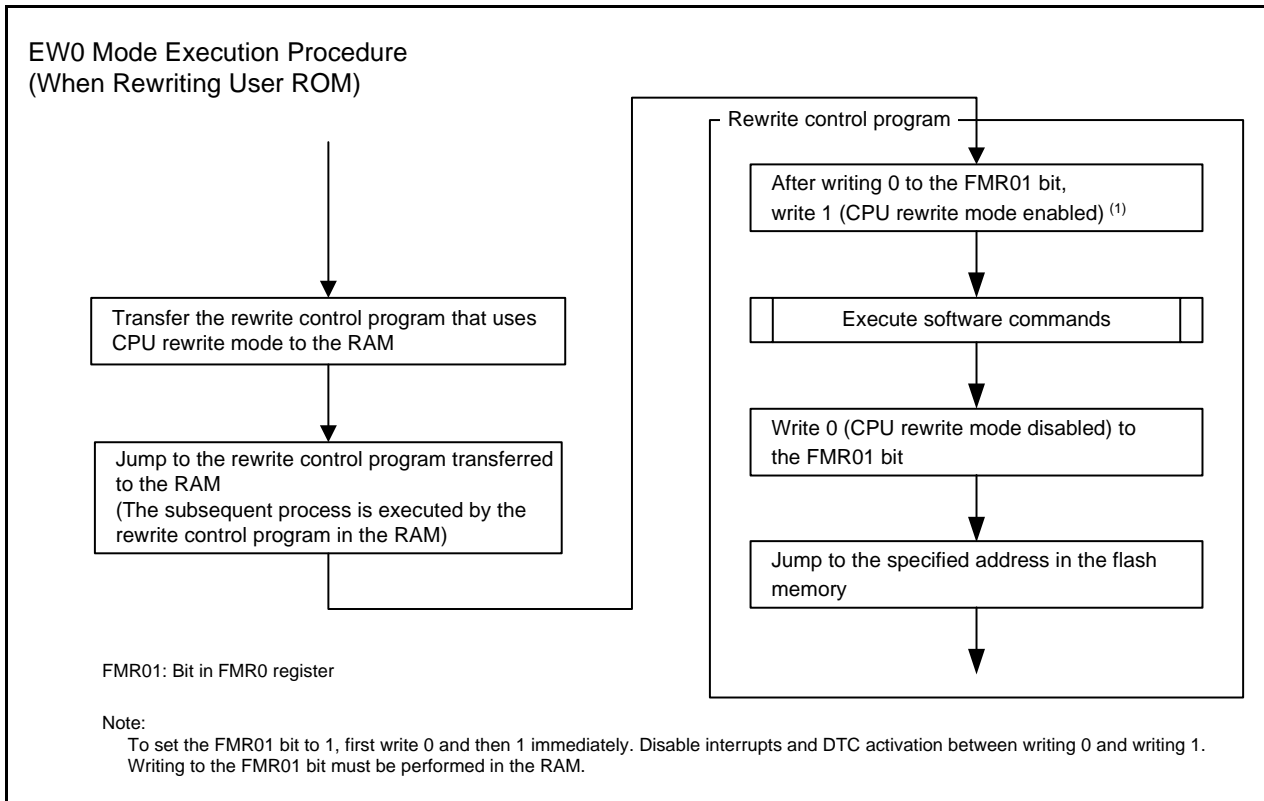 EW0 Mode Execution Procedure
(When Rewriting User ROM)
Transfer the rewrite control program that uses
CPU rewrite mode to the RAM
Jump to the rewrite control program transferred
to the RAM
(The subsequent process is executed by the
rewrite control program in the RAM)
Rewrite control program
After writing 0 to the FMR01 bit,
write 1 (CPU rewrite mode enabled) (1)
Execute software commands
Write 0 (CPU rewrite mode disabled) to
the FMR01 bit
Jump to the specified address in the flash
memory
FMR01: Bit in FMR0 register
Note:
To set the FMR01 bit to 1, first write 0 and then 1 immediately. Disable interrupts and DTC activation between writing 0 and writing 1.
Writing to the FMR01 bit must be performed in the RAM.